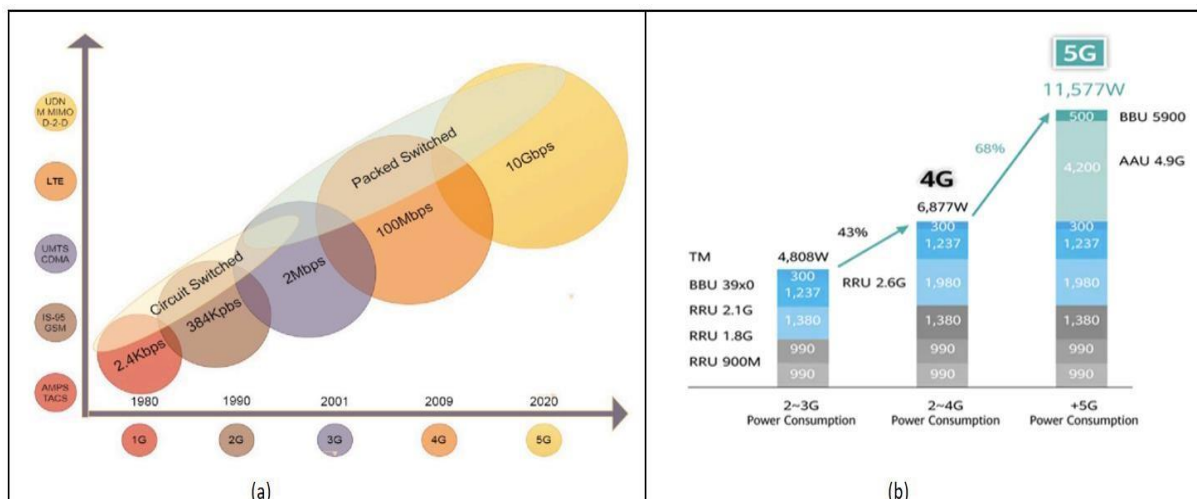 UDN
M MIMO
D-2-D
LTE
UMTS
CDMA
IS-95
GSM
AMPS
TACS
Circuit Switched
Packed Switched
2.4Kbps
384Kpbs
2Mbps
100Mbps
10Gbps
1980
1990
2001
2009
2020
1G
2G
3G
4G
5G
(a)
5G
11,577W
500
BBU 5900
4,200
AAU 4.9G
68%
4G
6,877W
43%
TM
4,808W
BBU 39x0
RRU 2.1G
RRU 1.8G
RRU 900M
RRU 2.6G
300
1,237
1,380
990
990
300
1,237
1,980
1,380
990
990
300
1,237
1,980
1,380
990
990
2~3G
Power Consumption
2~4G
Power Consumption
+5G
Power Consumption
(b)